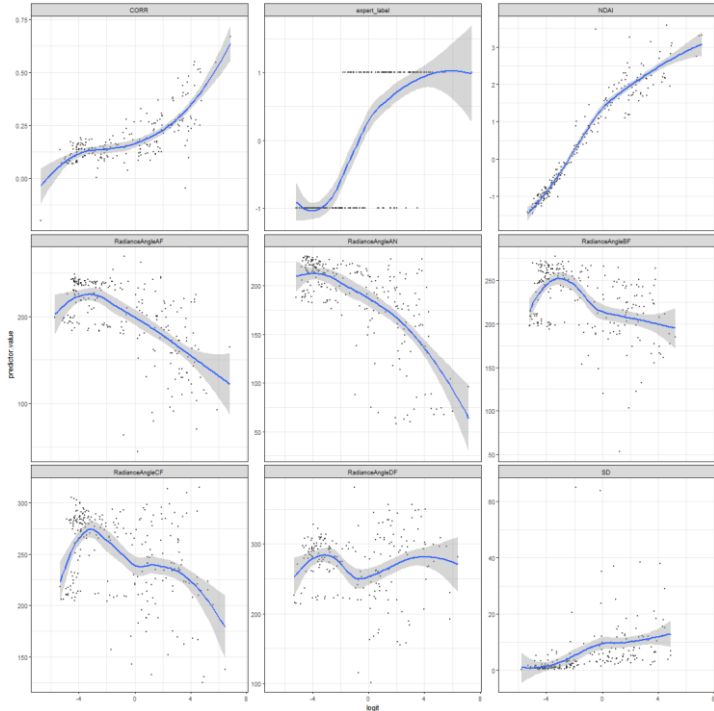 CORR
expert_label
NDAI
0.75
0.50
0.25
0.00
1
0
-1
3
2
1
0
-1
RadianceAngleAF
RadianceAngleAN
RadianceAngleBF
200
100
200
150
100
50
250
200
150
100
50
predictor.value
RadianceAngleCF
RadianceAngleDF
SD
300
250
200
150
300
200
100
60
40
20
0
-4 0 4 8
-4 0 4 8
-4 0 4 8
logit